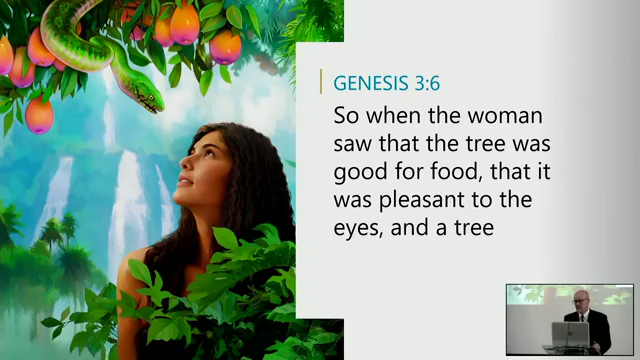 GENESIS 3:6
So when the woman
saw that the tree was
good for food, that it
was pleasant to the
eyes, and a tree